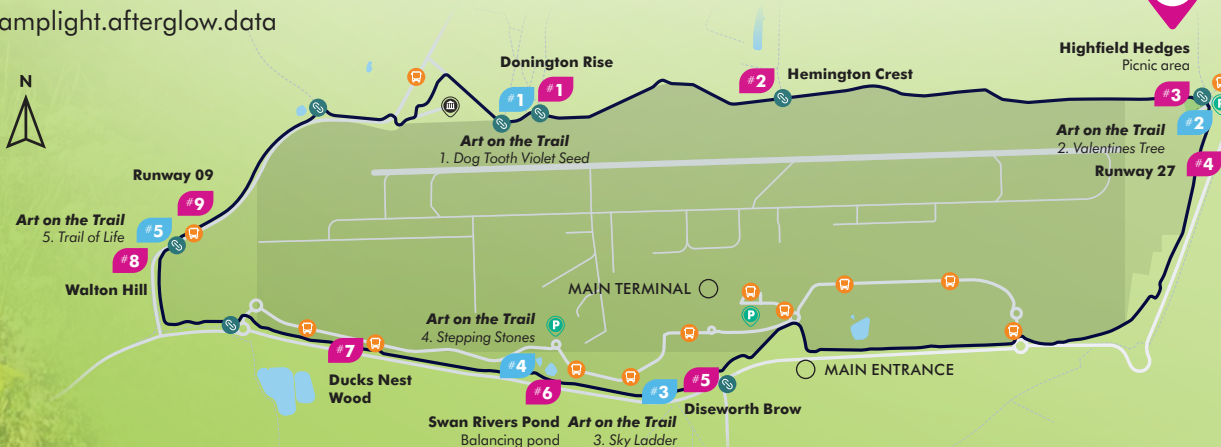 amplight.afterglow.data
N
Donington Rise
#1
#1
Art on the Trail
1. Dog Tooth Violet Seed
#2
Hemington Crest
Highfield Hedges
Picnic area
#3
#2
Art on the Trail
2. Valentines Tree
Runway 27
#4
P
Runway 09
#9
Art on the Trail
5. Trail of Life
#5
#8
Walton Hill
MAIN TERMINAL
P
Art on the Trail
4. Stepping Stones
P
#7
Ducks Nest
Wood
#4
#6
Swan Rivers Pond
Balancing pond
#3
Art on the Trail
3. Sky Ladder
#5
Diseworth Brow
MAIN ENTRANCE